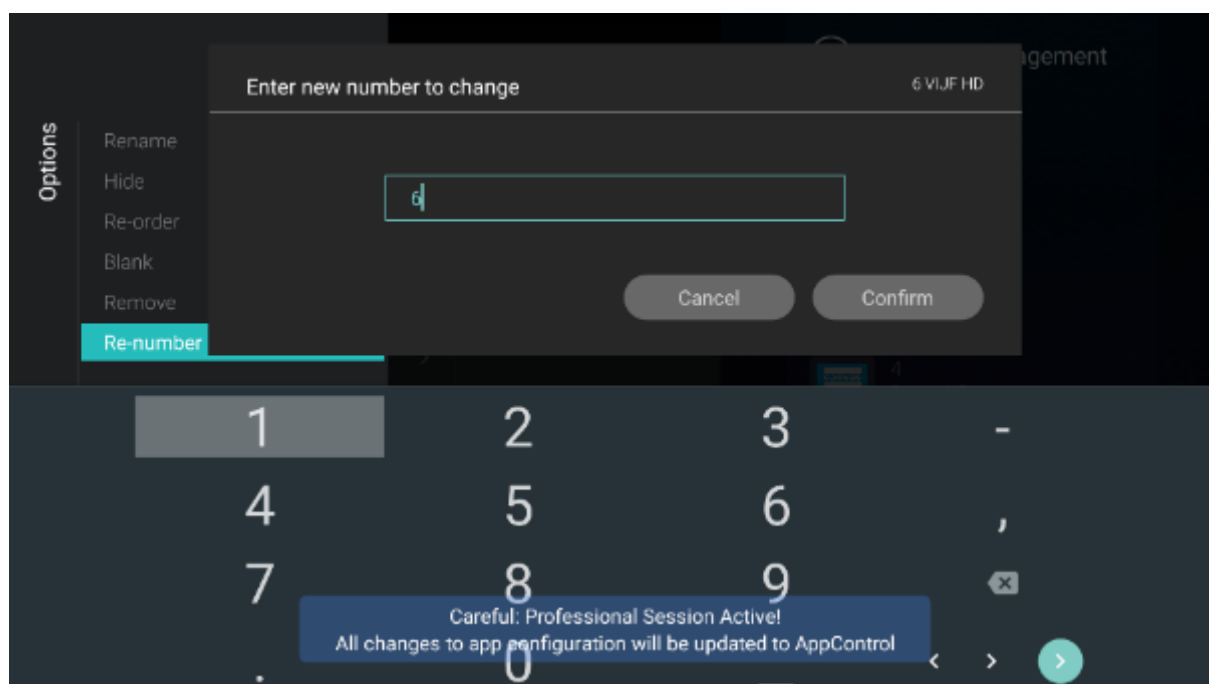 agement
Enter new number to change
6 VIJF HD
Options
Rename
Hide
Re-order
Blank
Remove
Re-number
6
Cancel
Confirm
4
1 2 3 -
4 5 6 ,
7 8 9
Careful: Professional Session Active!
All changes to app configuration will be updated to AppControl
. 0 < > >